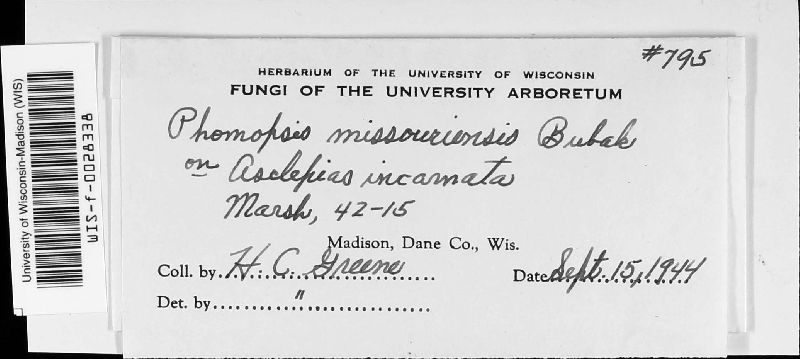 #795
HERBARIUM OF THE UNIVERSITY OF WISCONSIN
FUNGI OF THE UNIVERSITY ARBORETUM
Phomopsis missouriensis Bubak
on Asclepias incarnata
Marsh, 42-15
Madison, Dane Co., Wis.
Coll. by H. C. Greene Date Sept. 15, 1944
Det. by "
University of Wisconsin-Madison (WIS)
WIS-f-0028338